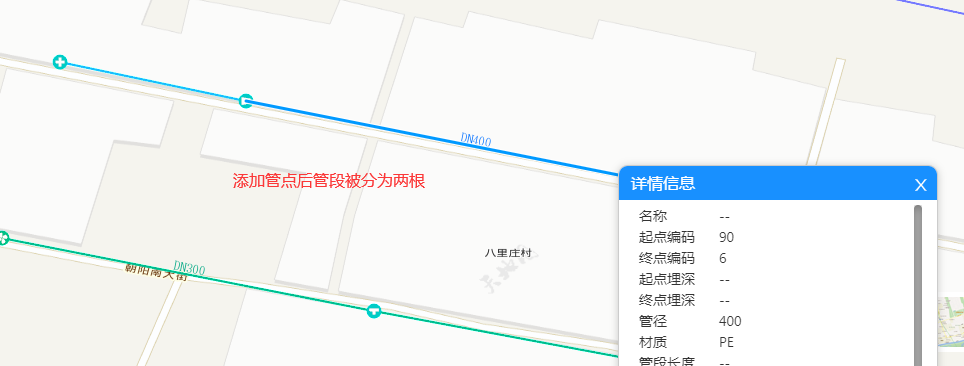 DN400
添加管点后管段被分为两根
详情信息
X
名称 --
起点编码 90
终点编码 6
起点埋深 --
终点埋深 --
管径 400
材质 PE
管段长度 --
八里庄村
DN300
朝阳南大街